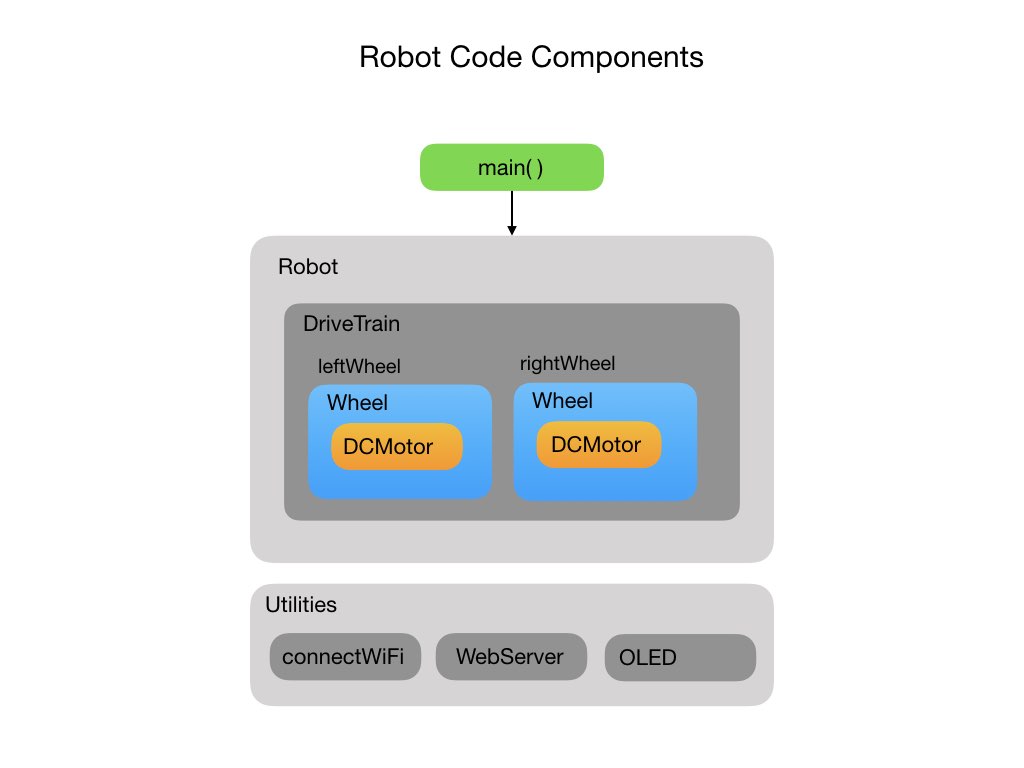 Robot Code Components
main( )
Robot
DriveTrain
leftWheel
rightWheel
Wheel
Wheel
DCMotor
DCMotor
Utilities
connectWiFi
WebServer
OLED